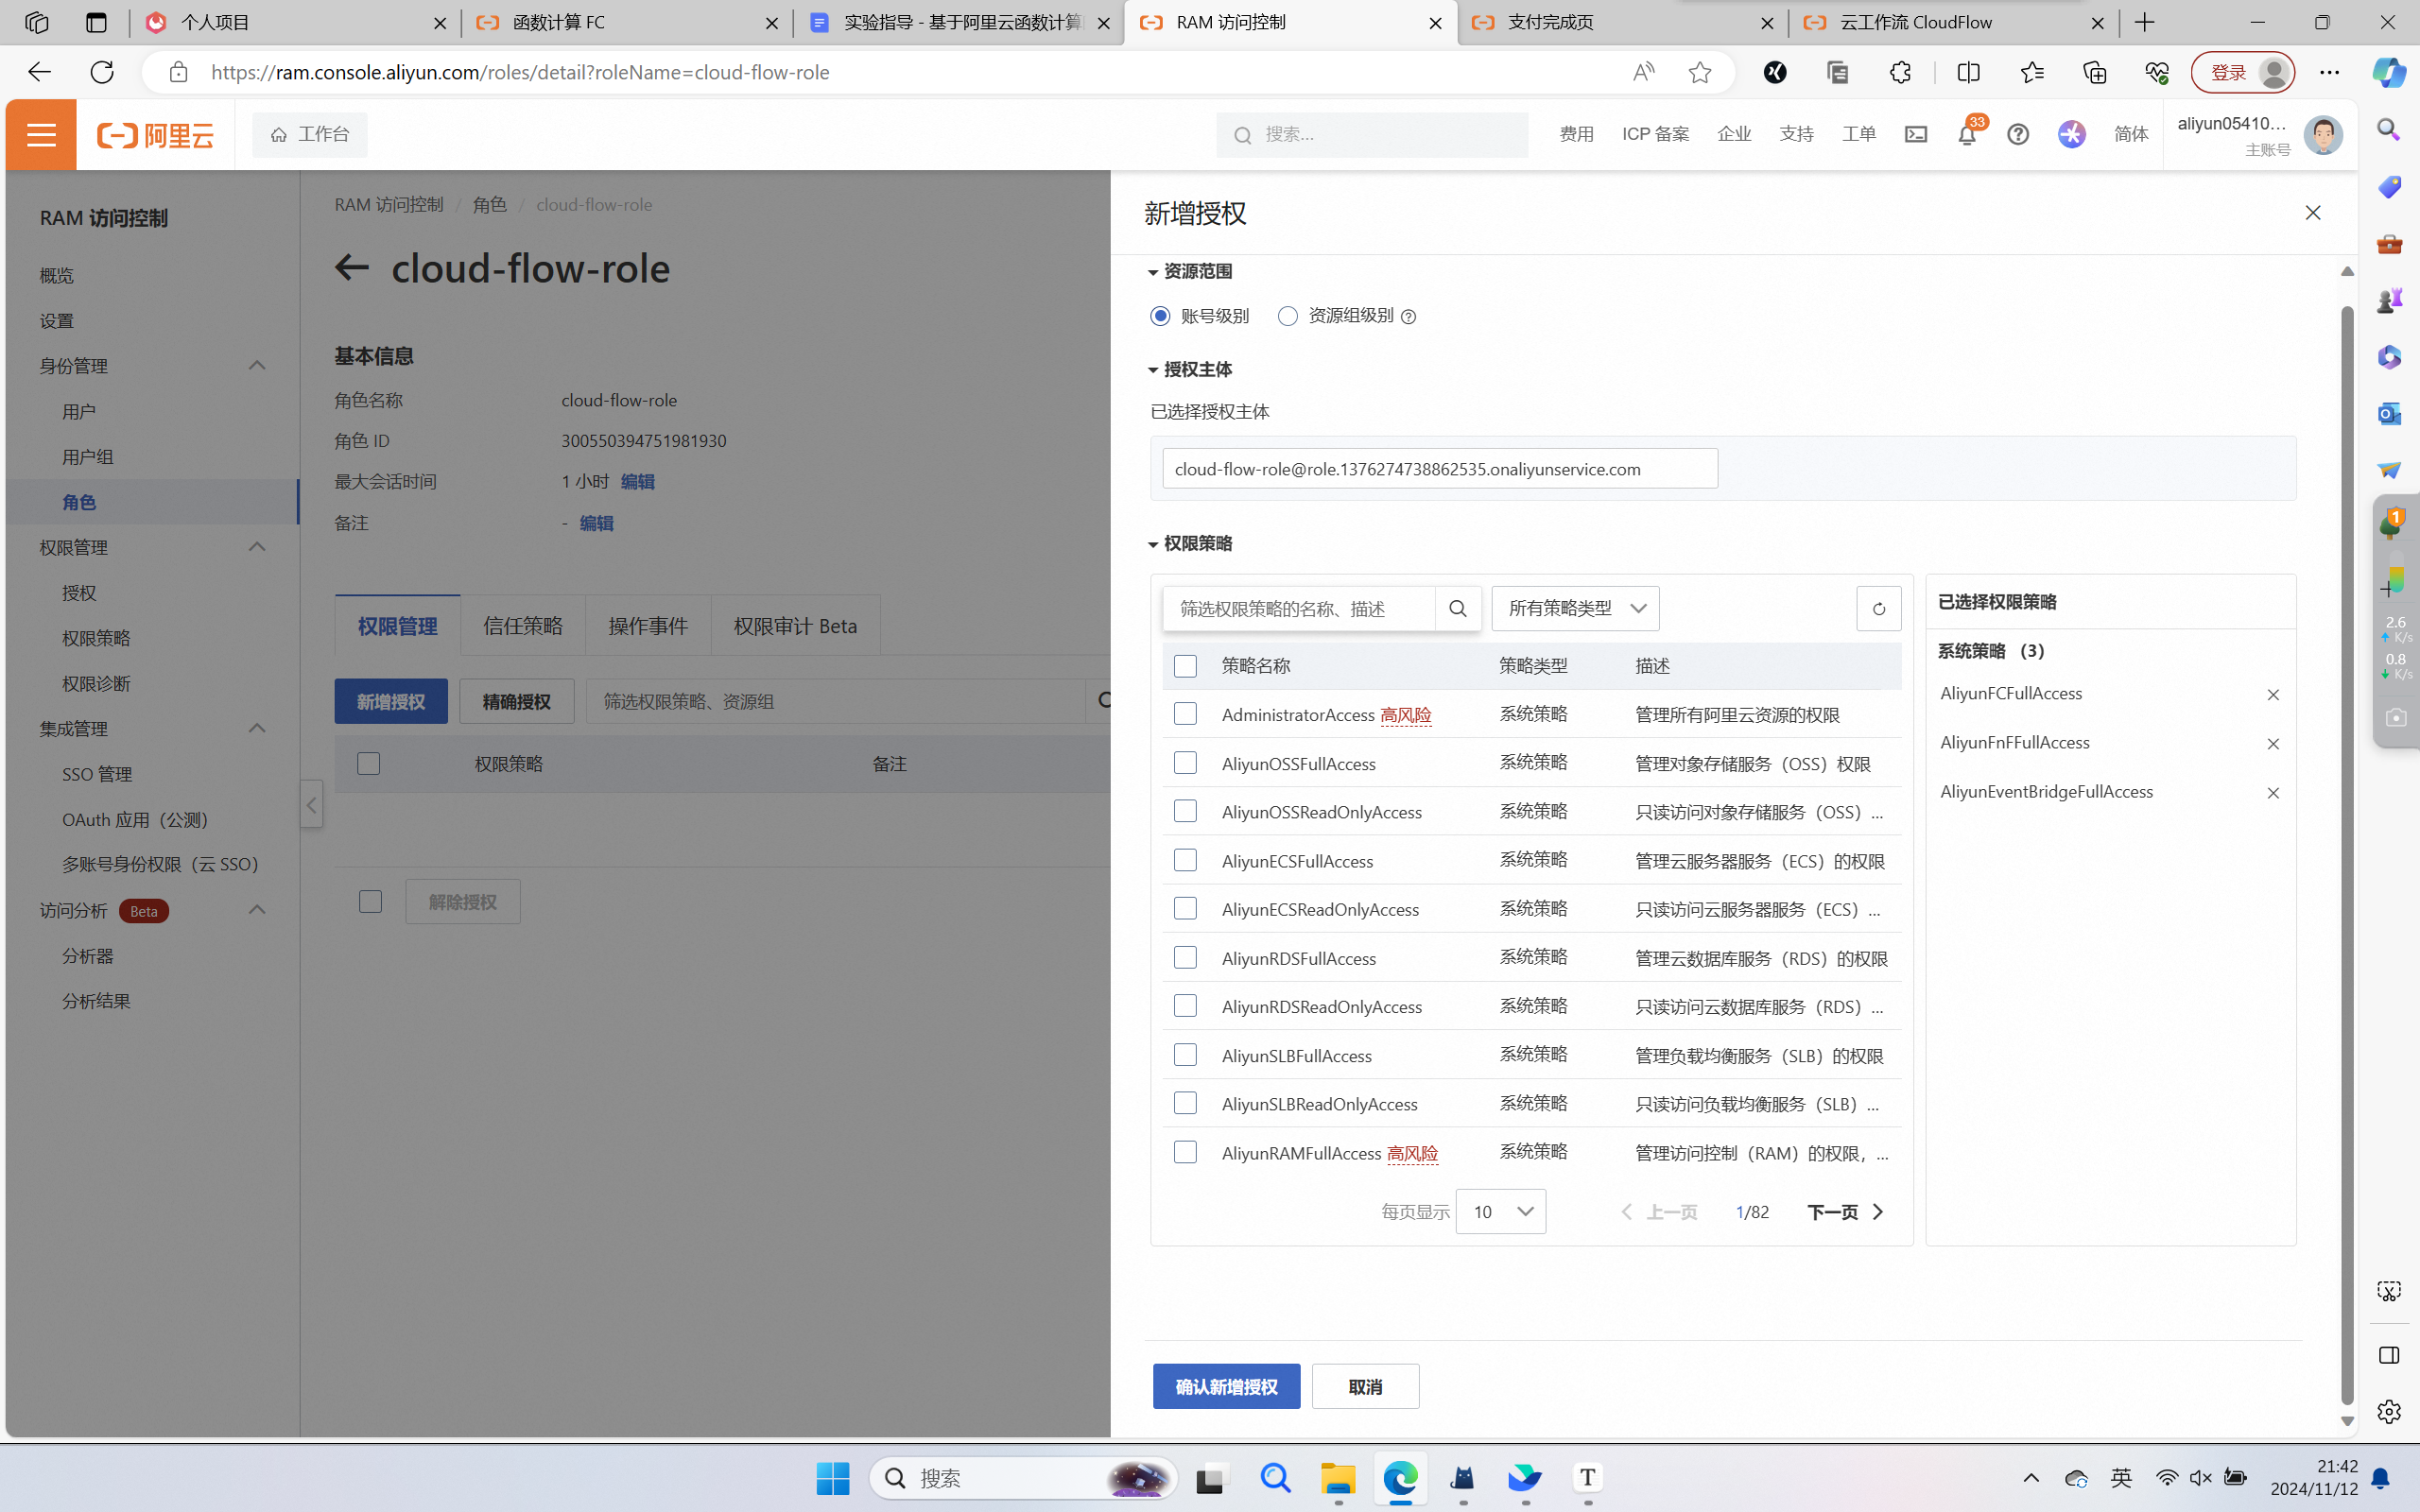 个人项目
函数计算 FC
实验指导 - 基于阿里云函数计算
RAM 访问控制
支付完成页
云工作流 CloudFlow
https://ram.console.aliyun.com/roles/detail?roleName=cloud-flow-role
登录
阿里云
工作台
搜索...
费用
ICP 备案
企业
支持
工单
33
简体
aliyun05410...
主账号
RAM 访问控制
概览
设置
身份管理
用户
用户组
角色
权限管理
授权
权限策略
权限诊断
集成管理
SSO 管理
OAuth 应用（公测）
多账号身份权限（云 SSO）
访问分析 Beta
分析器
分析结果
RAM 访问控制 / 角色 / cloud-flow-role
cloud-flow-role
基本信息
角色名称 cloud-flow-role
角色 ID 300550394751981930
最大会话时间 1 小时 编辑
备注 - 编辑
权限管理 信任策略 操作事件 权限审计 Beta
新增授权 精确授权 筛选权限策略、资源组
权限策略 备注
解除授权
新增授权
资源范围
账号级别 资源组级别
授权主体
已选择授权主体
cloud-flow-role@role.1376274738862535.onaliyunservice.com
权限策略
筛选权限策略的名称、描述 所有策略类型
策略名称 策略类型 描述
AdministratorAccess 高风险 系统策略 管理所有阿里云资源的权限
AliyunOSSFullAccess 系统策略 管理对象存储服务（OSS）权限
AliyunOSSReadOnlyAccess 系统策略 只读访问对象存储服务（OSS）...
AliyunECSFullAccess 系统策略 管理云服务器服务（ECS）的权限
AliyunECSReadOnlyAccess 系统策略 只读访问云服务器服务（ECS）...
AliyunRDSFullAccess 系统策略 管理云数据库服务（RDS）的权限
AliyunRDSReadOnlyAccess 系统策略 只读访问云数据库服务（RDS）...
AliyunSLBFullAccess 系统策略 管理负载均衡服务（SLB）的权限
AliyunSLBReadOnlyAccess 系统策略 只读访问负载均衡服务（SLB）...
AliyunRAMFullAccess 高风险 系统策略 管理访问控制（RAM）的权限，...
每页显示 10 上一页 1/82 下一页
已选择权限策略
系统策略 （3）
AliyunFCFullAccess
AliyunFnFFullAccess
AliyunEventBridgeFullAccess
确认新增授权 取消
1
2.6
K/s
0.8
K/s
搜索
英
21:42
2024/11/12